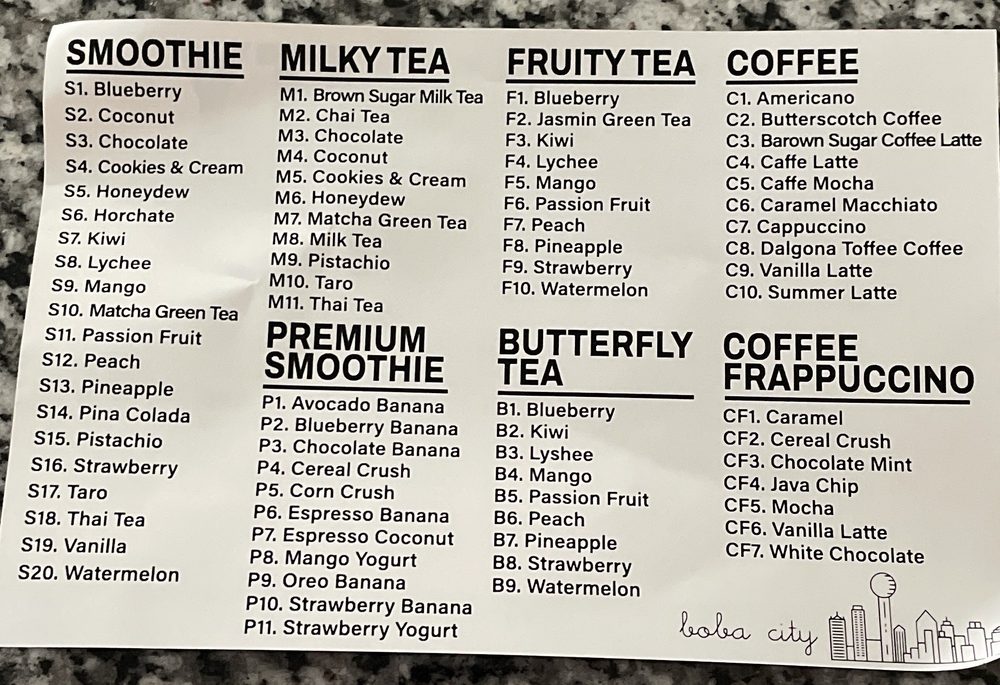 SMOOTHIE
S1. Blueberry
S2. Coconut
S3. Chocolate
S4. Cookies & Cream
S5. Honeydew
S6. Horchate
S7. Kiwi
S8. Lychee
S9. Mango
S10. Matcha Green Tea
S11. Passion Fruit
S12. Peach
S13. Pineapple
S14. Pina Colada
S15. Pistachio
S16. Strawberry
S17. Taro
S18. Thai Tea
S19. Vanilla
S20. Watermelon
MILKY TEA
M1. Brown Sugar Milk Tea
M2. Chai Tea
M3. Chocolate
M4. Coconut
M5. Cookies & Cream
M6. Honeydew
M7. Matcha Green Tea
M8. Milk Tea
M9. Pistachio
M10. Taro
M11. Thai Tea
PREMIUM
SMOOTHIE
P1. Avocado Banana
P2. Blueberry Banana
P3. Chocolate Banana
P4. Cereal Crush
P5. Corn Crush
P6. Espresso Banana
P7. Espresso Coconut
P8. Mango Yogurt
P9. Oreo Banana
P10. Strawberry Banana
P11. Strawberry Yogurt
FRUITY TEA
F1. Blueberry
F2. Jasmin Green Tea
F3. Kiwi
F4. Lychee
F5. Mango
F6. Passion Fruit
F7. Peach
F8. Pineapple
F9. Strawberry
F10. Watermelon
BUTTERFLY
TEA
B1. Blueberry
B2. Kiwi
B3. Lyshee
B4. Mango
B5. Passion Fruit
B6. Peach
B7. Pineapple
B8. Strawberry
B9. Watermelon
COFFEE
C1. Americano
C2. Butterscotch Coffee
C3. Barown Sugar Coffee Latte
C4. Caffe Latte
C5. Caffe Mocha
C6. Caramel Macchiato
C7. Cappuccino
C8. Dalgona Toffee Coffee
C9. Vanilla Latte
C10. Summer Latte
COFFEE
FRAPPUCCINO
CF1. Caramel
CF2. Cereal Crush
CF3. Chocolate Mint
CF4. Java Chip
CF5. Mocha
CF6. Vanilla Latte
CF7. White Chocolate
boba city